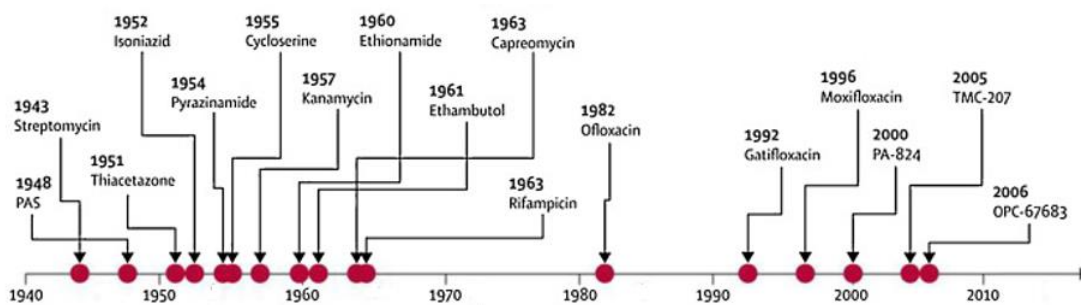 1952
Isoniazid
1955
Cycloserine
1960
Ethionamide
1963
Capreomycin
1954
Pyrazinamide
1957
Kanamycin
1961
Ethambutol
1996
Moxifloxacin
2005
TMC-207
1943
Streptomycin
1982
Ofloxacin
1992
Gatifloxacin
2000
PA-824
1951
Thiacetazone
1948
PAS
1963
Rifampicin
2006
OPC-67683
1940
1950
1960
1970
1980
1990
2000
2010